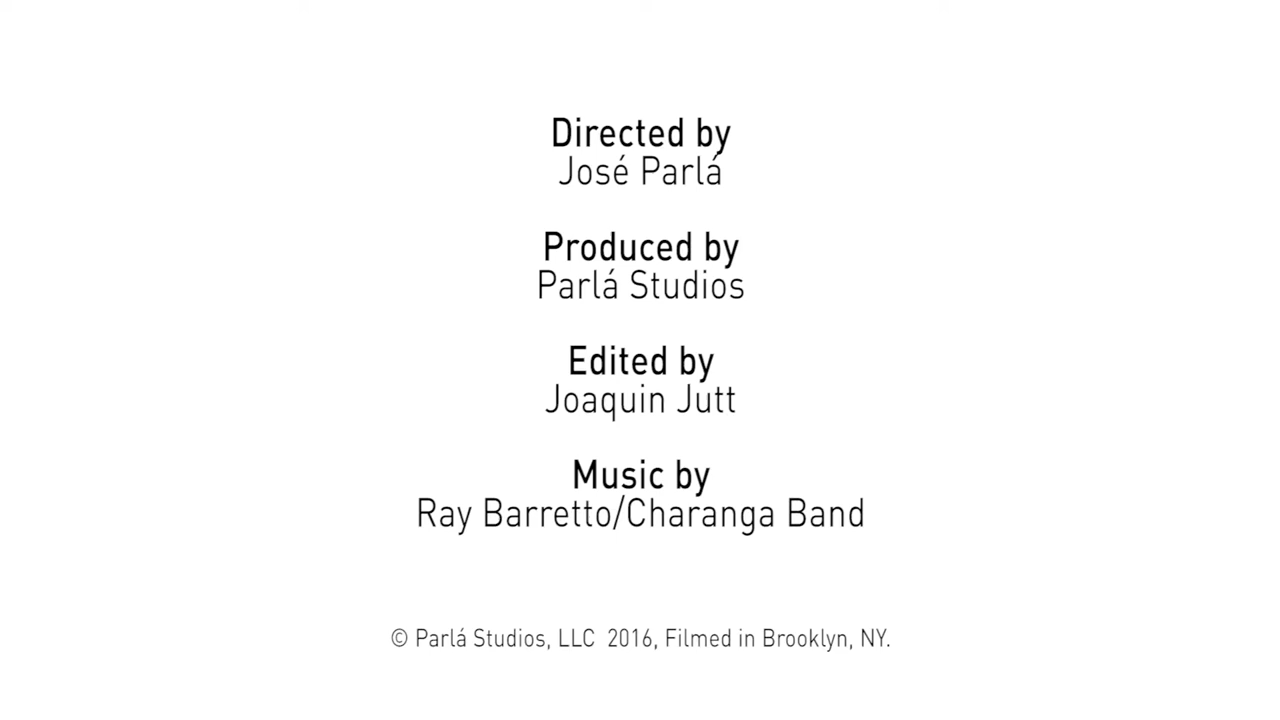 Directed by
José Parlá
Produced by
Parlá Studios
Edited by
Joaquin Jutt
Music by
Ray Barretto/Charanga Band
© Parlá Studios, LLC 2016, Filmed in Brooklyn, NY.